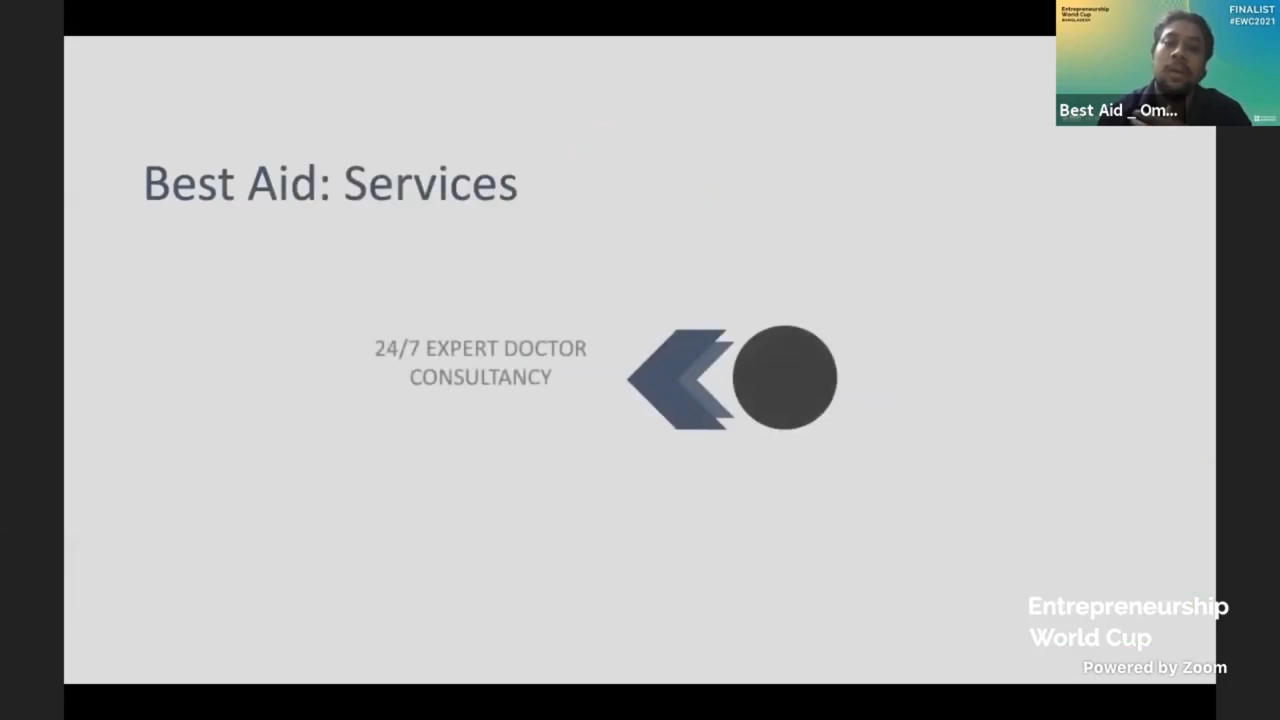 Entrepreneurship
World Cup
BANGLADESH
FINALIST
#EWC2021
Best Aid _ Om...
Best Aid: Services
24/7 EXPERT DOCTOR
CONSULTANCY
Entrepreneurship
World Cup
Powered by Zoom